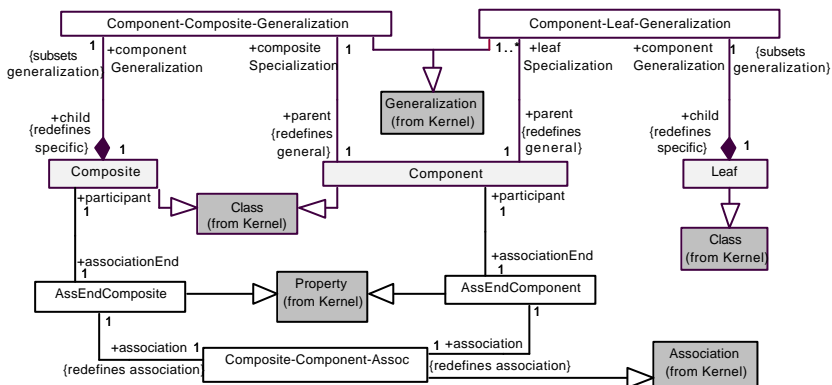 Component-Composite-Generalization
Component-Leaf-Generalization
1
{subsets
generalization}
+component
Generalization
+composite
Specialization
1
1..*
+leaf
Specialization
+component
Generalization
1
{subsets
generalization}
Generalization
(from Kernel)
+child
{redefines
specific}
1
+parent
{redefines
general}
1
+parent
{redefines
general}
1
+child
{redefines
specific}
1
Composite
Component
Leaf
+participant
1
Class
(from Kernel)
+participant
1
Class
(from Kernel)
+associationEnd
1
+associationEnd
1
AssEndComposite
Property
(from Kernel)
AssEndComponent
1
1
+association
1
{redefines association}
Composite-Component-Assoc
1
+association
{redefines association}
Association
(from Kernel)